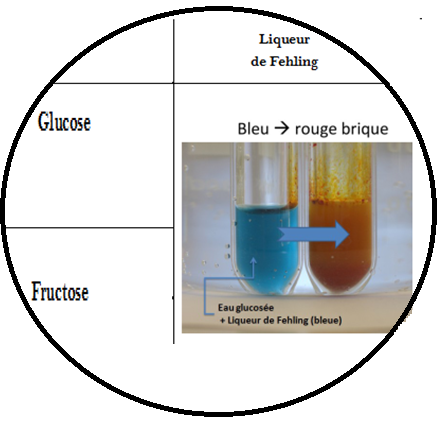 Liqueur
de Fehling
Glucose
Bleu → rouge brique
Fructose
Eau glucosée
+ Liqueur de Fehling (bleue)